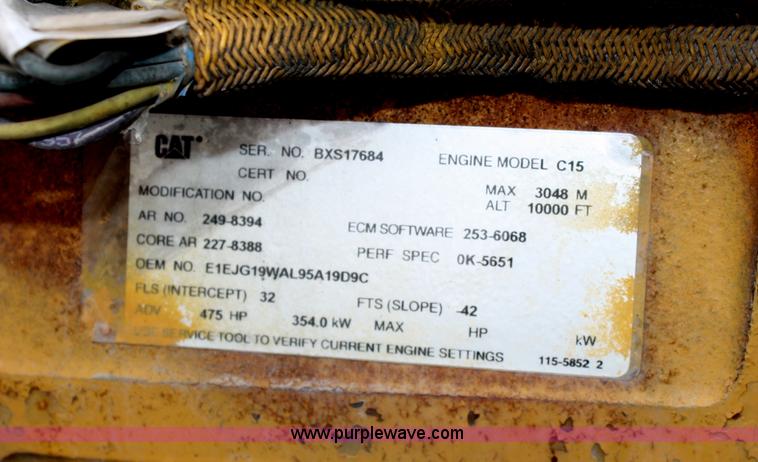 CAT SER. NO. BXS17684 ENGINE MODEL C15
CERT NO.
MODIFICATION NO. MAX 3048 M
ALT 10000 FT
AR NO. 249-8394 ECM SOFTWARE 253-6068
CORE AR 227-8388 PERF SPEC 0K-5651
OEM NO. E1EJG19WAL95A19D9C
FLS (INTERCEPT) 32 FTS (SLOPE) -42
ADV 475 HP 354.0 kW MAX HP kW
USE SERVICE TOOL TO VERIFY CURRENT ENGINE SETTINGS 115-5852 2
www.purplewave.com